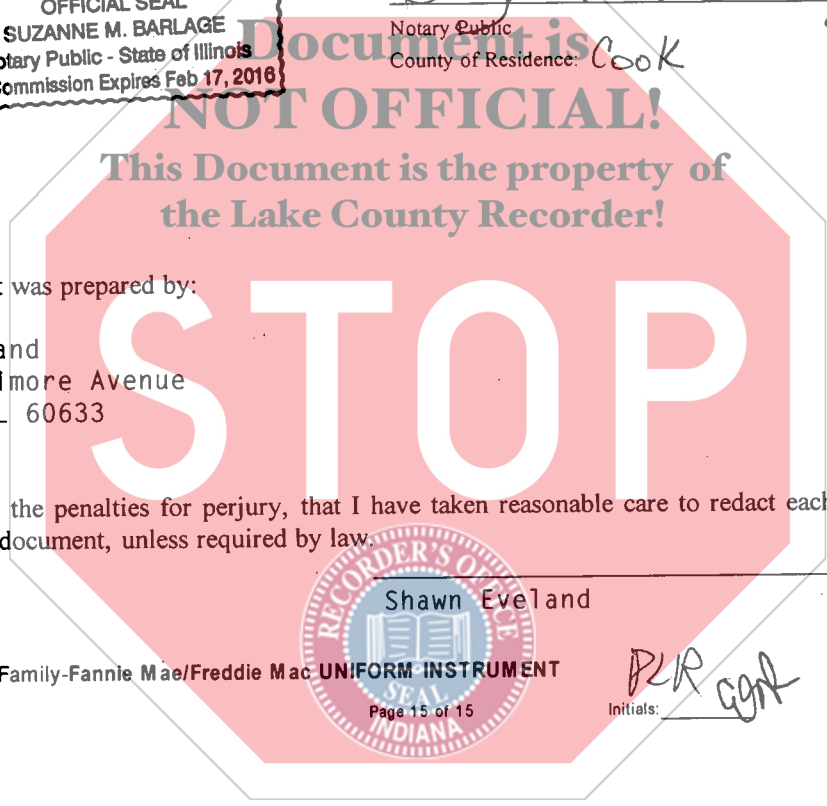 OFFICIAL SEAL
SUZANNE M. BARLAGE
otary Public - State of Illinois
ommission Expires Feb 17, 2016
Notary Public
County of Residence: Cook
Document is
NOT OFFICIAL!
This Document is the property of
the Lake County Recorder!
was prepared by:
and
imore Avenue
60633
STOP
the penalties for perjury, that I have taken reasonable care to redact each
document, unless required by law.
Shawn Eveland
RECORDER'S OFFICE
SEAL
INDIANA
Family-Fannie Mae/Freddie Mac UNIFORM INSTRUMENT
Page 15 of 15
Initials: PLR